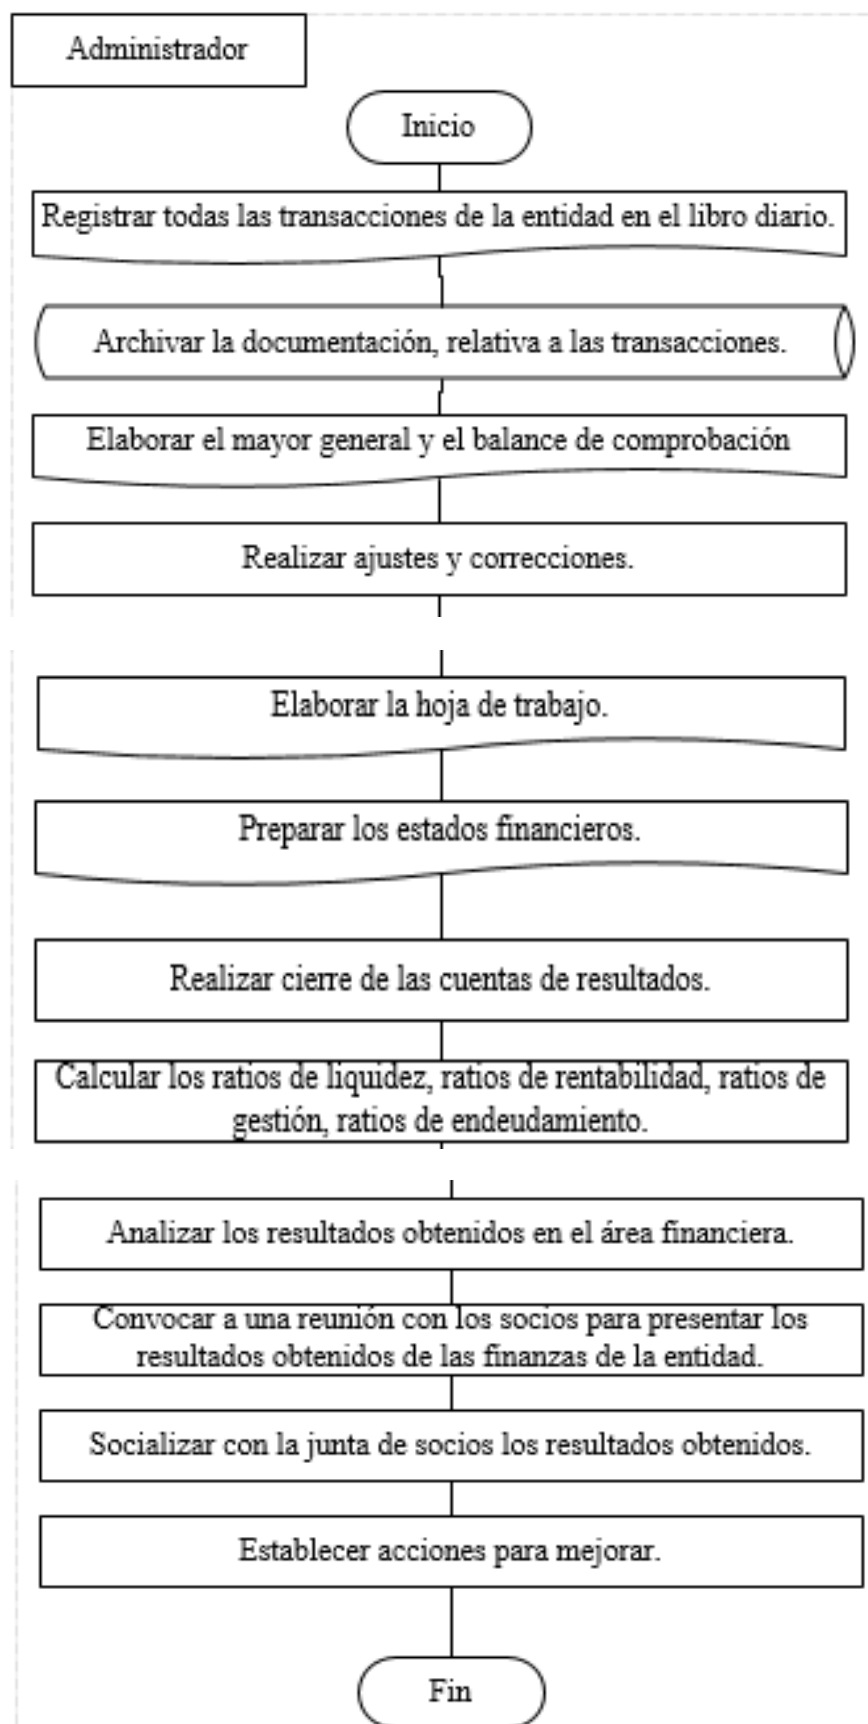 Administrador
Inicio
Registrar todas las transacciones de la entidad en el libro diario.
Archivar la documentación, relativa a las transacciones.
Elaborar el mayor general y el balance de comprobación
Realizar ajustes y correcciones.
Elaborar la hoja de trabajo.
Preparar los estados financieros.
Realizar cierre de las cuentas de resultados.
Calcular los ratios de liquidez, ratios de rentabilidad, ratios de
gestión, ratios de endeudamiento.
Analizar los resultados obtenidos en el área financiera.
Convocar a una reunión con los socios para presentar los
resultados obtenidos de las finanzas de la entidad.
Socializar con la junta de socios los resultados obtenidos.
Establecer acciones para mejorar.
Fin